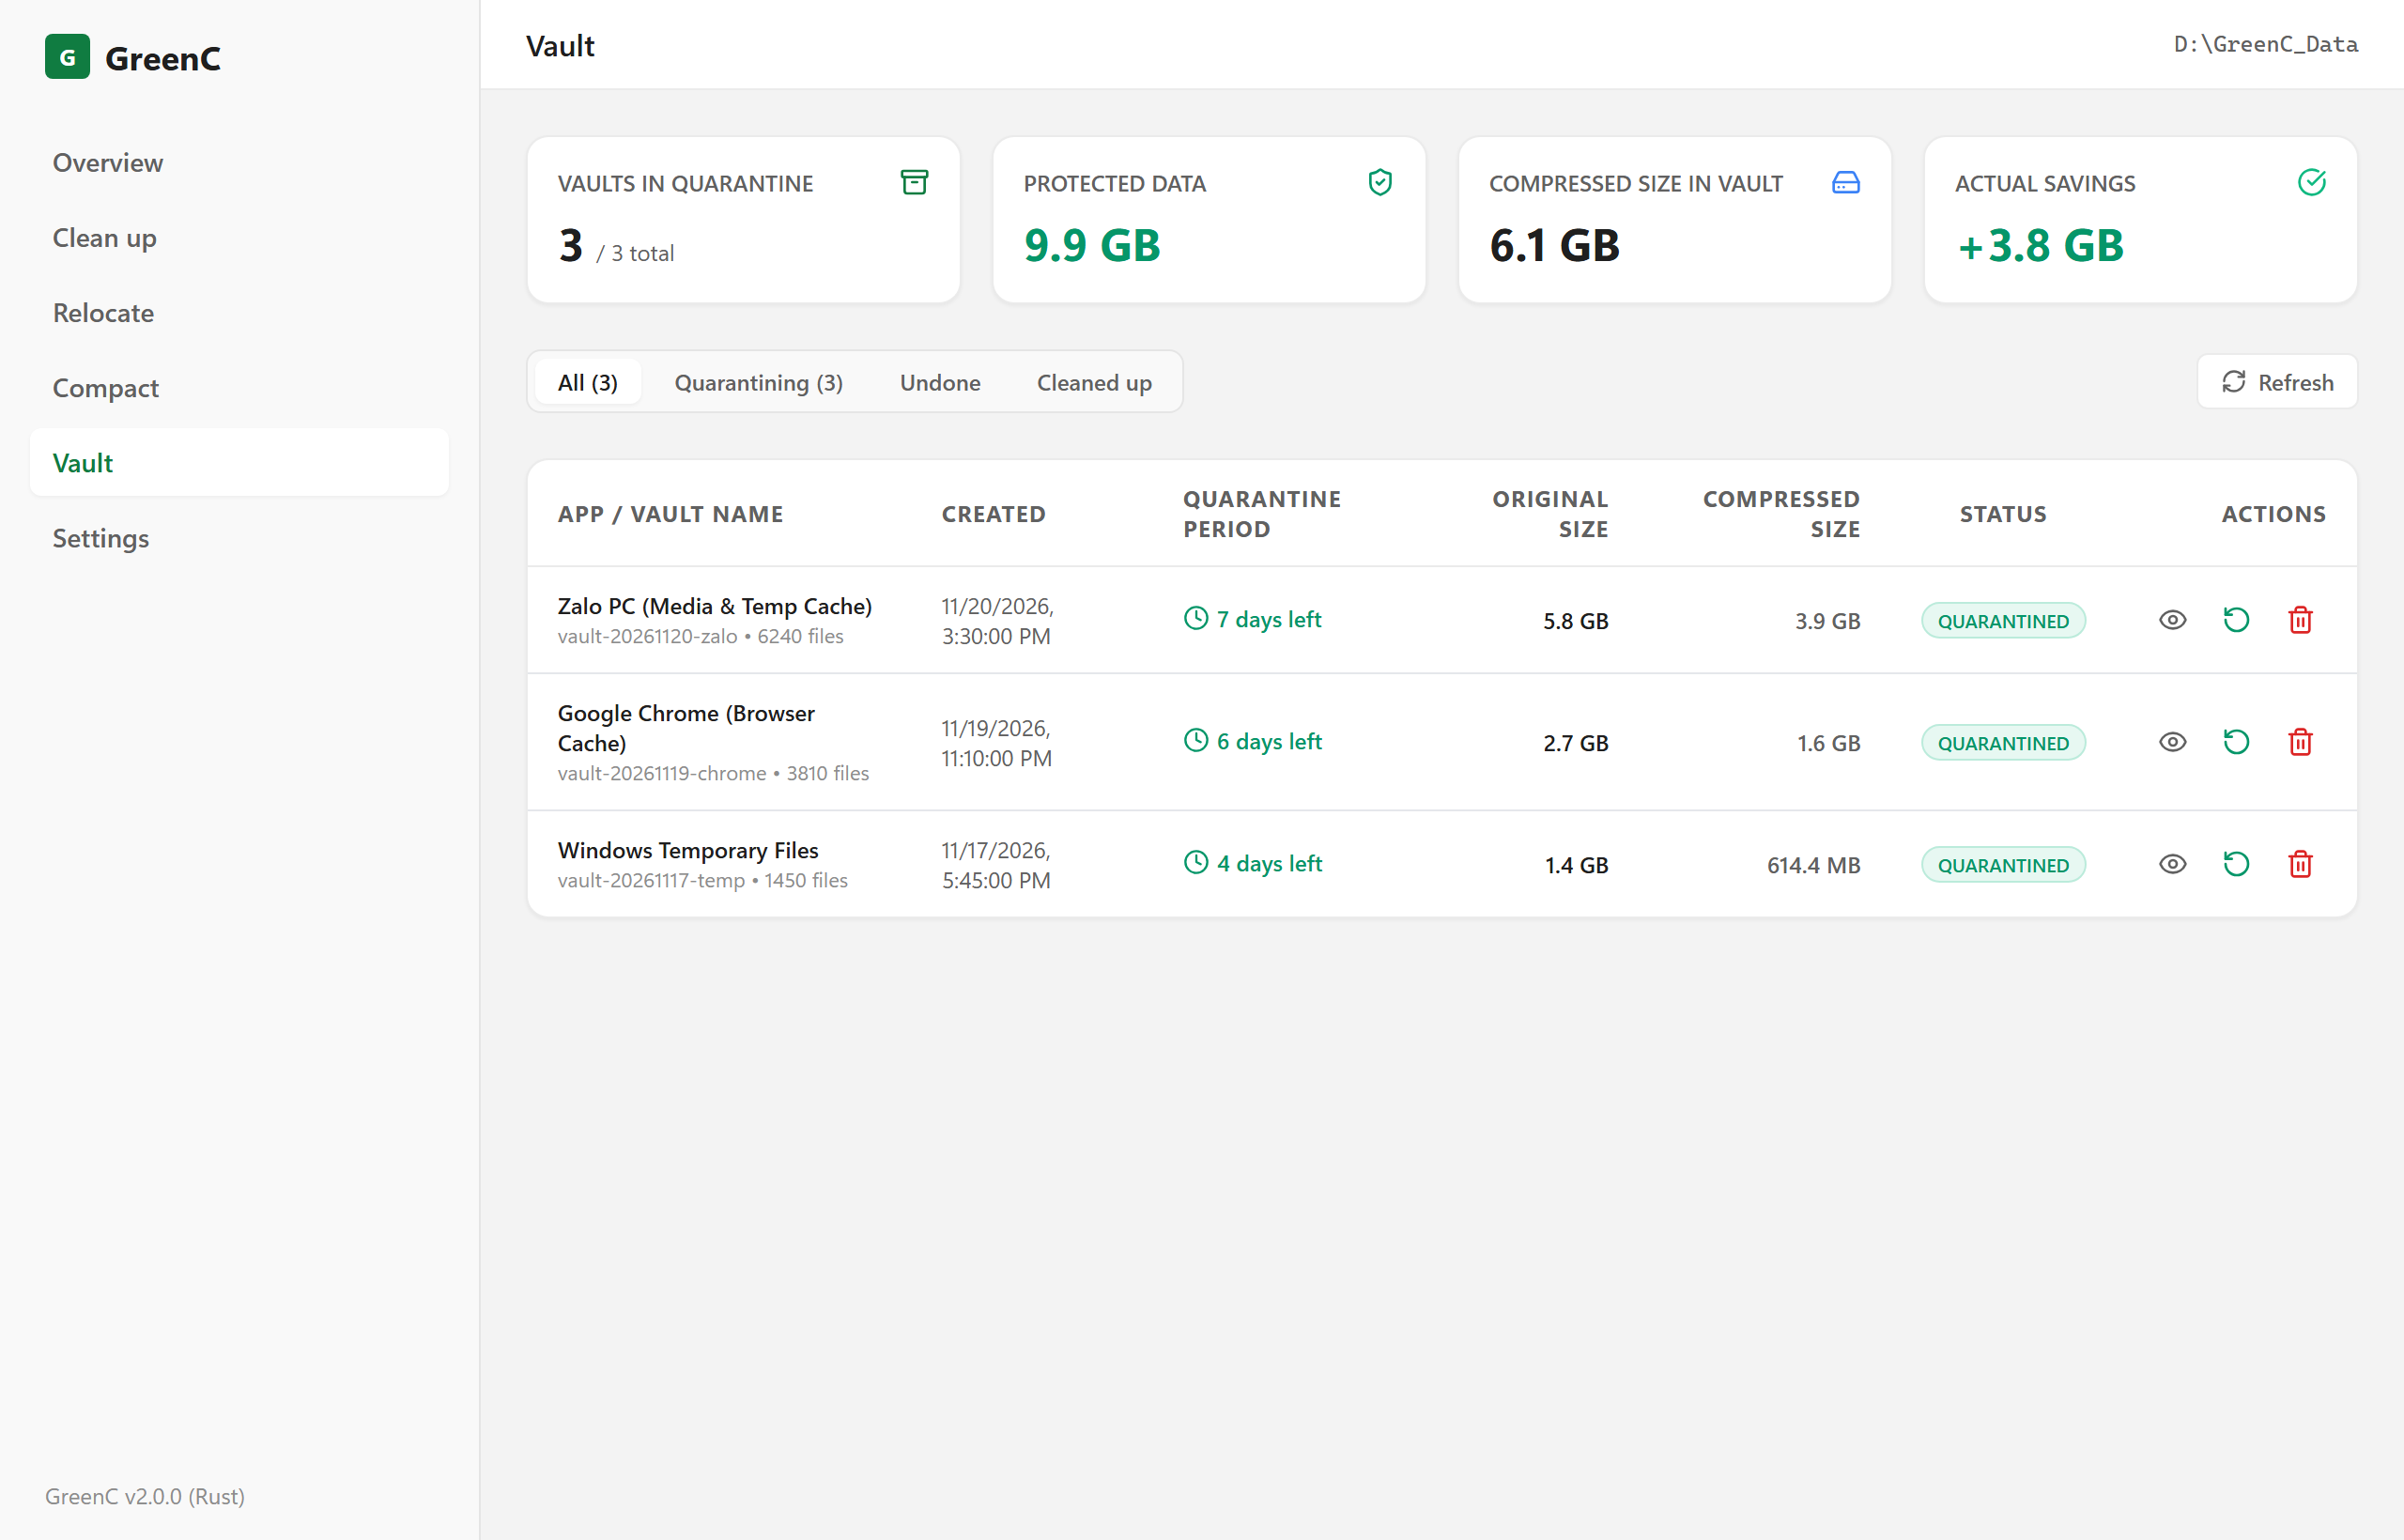 G GreenC
Overview
Clean up
Relocate
Compact
Vault
Settings
GreenC v2.0.0 (Rust)
Vault
D:\GreenC_Data
VAULTS IN QUARANTINE
3 / 3 total
PROTECTED DATA
9.9 GB
COMPRESSED SIZE IN VAULT
6.1 GB
ACTUAL SAVINGS
+3.8 GB
All (3) Quarantining (3) Undone Cleaned up
Refresh
APP / VAULT NAME
CREATED
QUARANTINE
PERIOD
ORIGINAL
SIZE
COMPRESSED
SIZE
STATUS
ACTIONS
Zalo PC (Media & Temp Cache)
vault-20261120-zalo • 6240 files
11/20/2026,
3:30:00 PM
7 days left
5.8 GB
3.9 GB
QUARANTINED
Google Chrome (Browser
Cache)
vault-20261119-chrome • 3810 files
11/19/2026,
11:10:00 PM
6 days left
2.7 GB
1.6 GB
QUARANTINED
Windows Temporary Files
vault-20261117-temp • 1450 files
11/17/2026,
5:45:00 PM
4 days left
1.4 GB
614.4 MB
QUARANTINED